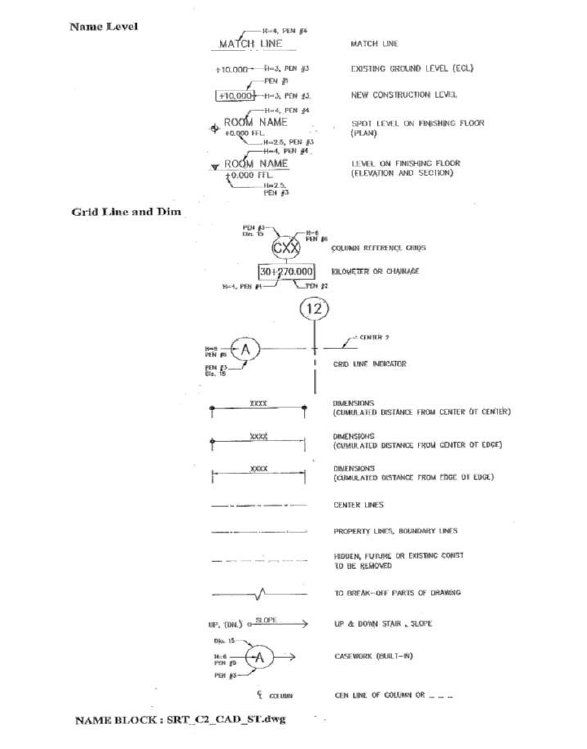 Name Level
H=4, PEN #4
MATCH LINE
MATCH LINE
+10.000
H=3, PEN #3
EXISTING GROUND LEVEL (ECL)
PEN #1
+10.000
H=3, PEN #3
NEW CONSTRUCTION LEVEL
H=4, PEN #4
ROOM NAME
SPOT LEVEL ON FINISHING FLOOR
+0.000 FFL.
(PLAN)
H=2.5, PEN #3
H=4, PEN #4
ROOM NAME
LEVEL ON FINISHING FLOOR
+0.000 FFL.
(ELEVATION AND SECTION)
H=2.5,
PEN #3
Grid Line and Dim
PEN #3
Dia. 15
H=6
PEN #6
CXX
COLUMN REFERENCE GRIDS
30+270.000
KILOMETER OR CHAINAGE
H=4, PEN #4
PEN #2
12
CENTER 2
H=6
PEN #6
A
PEN #3
Dia. 15
GRID LINE INDICATOR
XXXX
DIMENSIONS
(CUMULATED DISTANCE FROM CENTER OT CENTER)
XXXX
DIMENSIONS
(CUMULATED DISTANCE FROM CENTER OT EDGE)
XXXX
DIMENSIONS
(CUMULATED DISTANCE FROM EDGE OT EDGE)
CENTER LINES
PROPERTY LINES, BOUNDARY LINES
HIDDEN, FUTURE OR EXISTING CONST
TO BE REMOVED
TO BREAK-OFF PARTS OF DRAWING
UP, (DN.)
SLOPE
UP & DOWN STAIR , SLOPE
Dia. 15
H=6
PEN #5
A
CASEWORK (BUILT-IN)
PEN #3
℄ COLUMN
CEN LINE OF COLUMN OR _ _ _
NAME BLOCK : SRT_C2_CAD_ST.dwg